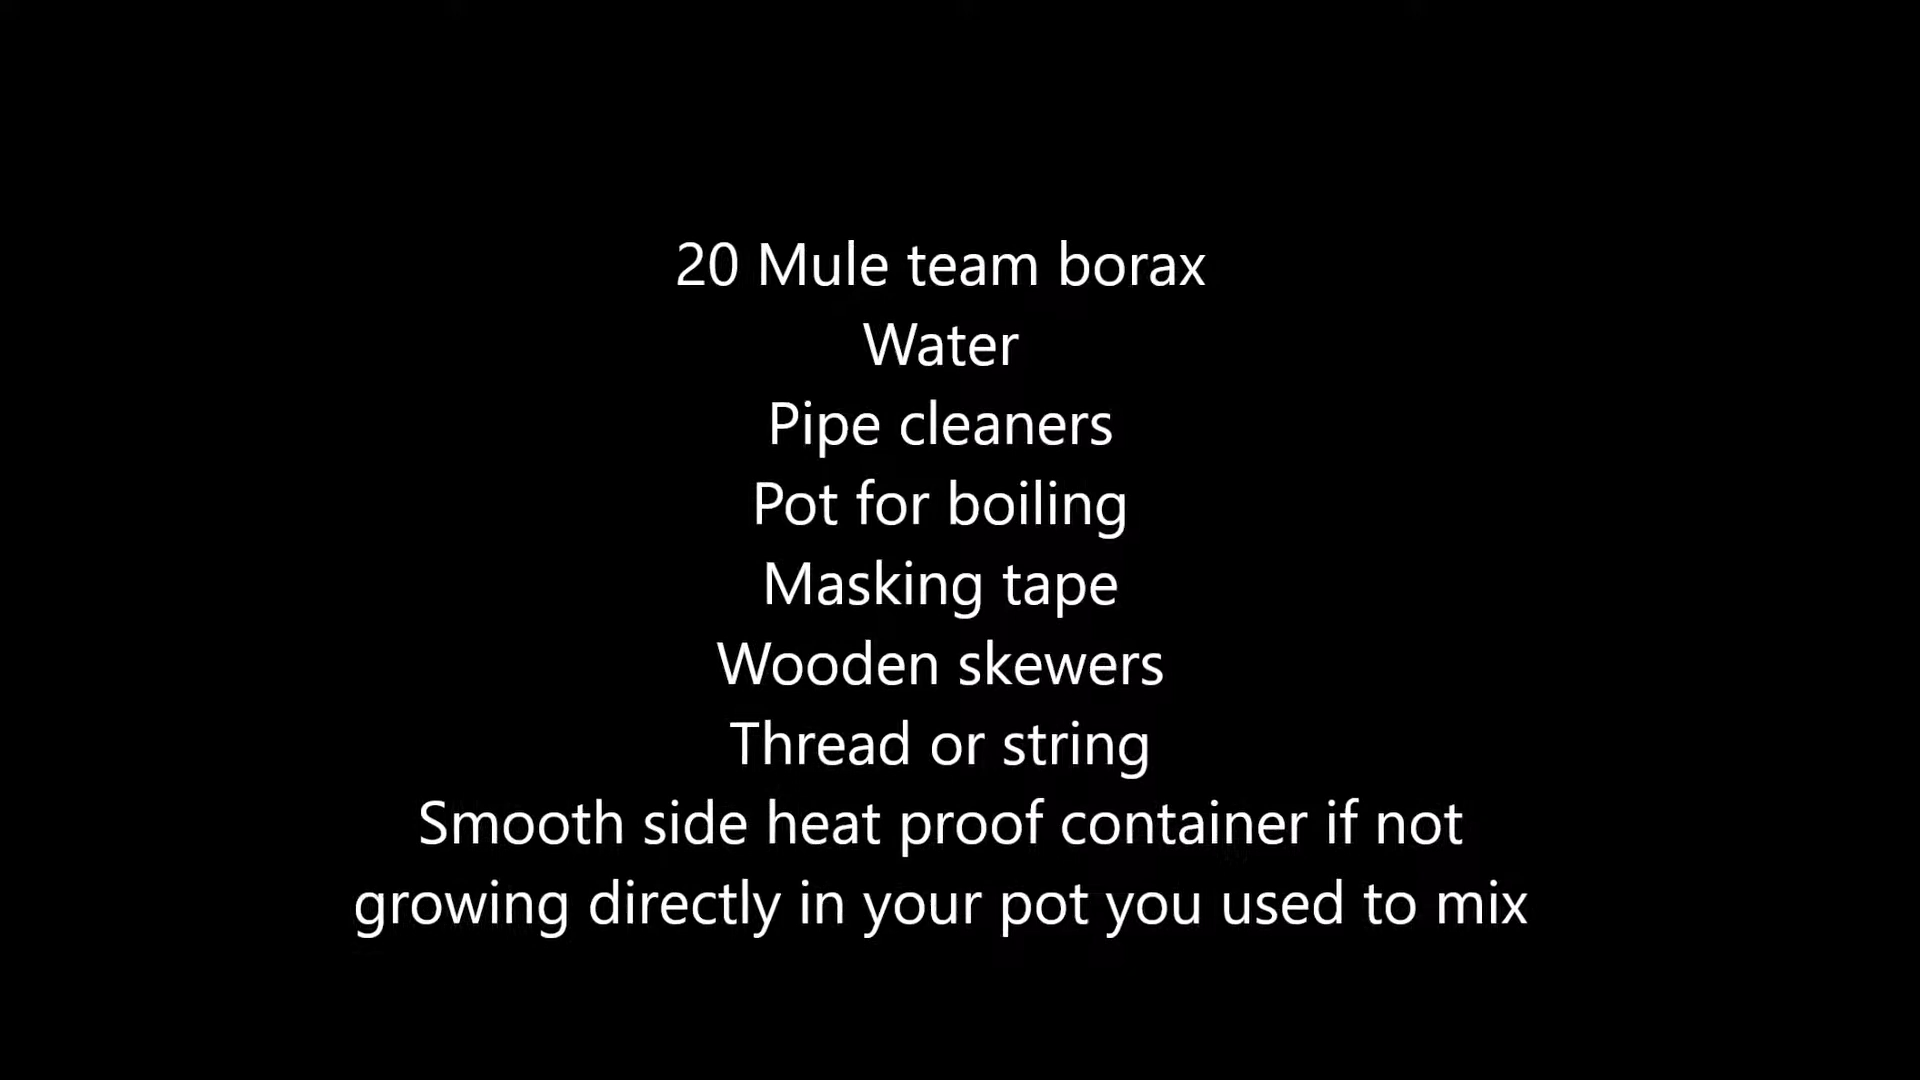 20 Mule team borax
Water
Pipe cleaners
Pot for boiling
Masking tape
Wooden skewers
Thread or string
Smooth side heat proof container if not
growing directly in your pot you used to mix